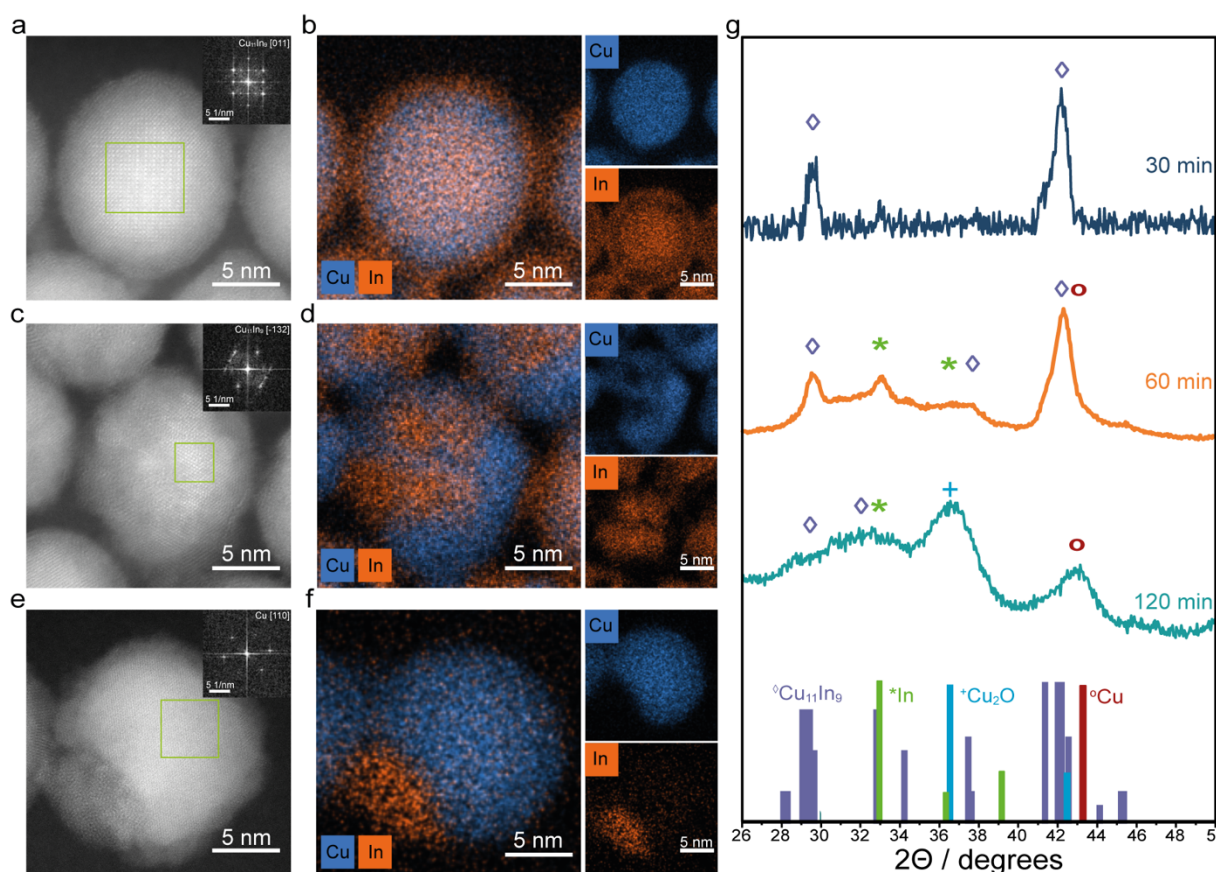 a
Cu₁₁In₉ [011]
5 1/nm
5 nm
b
Cu In
5 nm
Cu
In
5 nm
c
Cu₁₁In₉ [-132]
5 1/nm
5 nm
d
Cu In
5 nm
Cu
In
5 nm
e
Cu [110]
5 1/nm
5 nm
f
Cu In
5 nm
Cu
In
5 nm
g
◊ ◊
30 min
◊ * * ◊ ◊ o
60 min
◊ ◊ * + o
120 min
◊Cu₁₁In₉ *In +Cu₂O oCu
26 30 34 36 38 42 44 46 48 5
2Θ / degrees